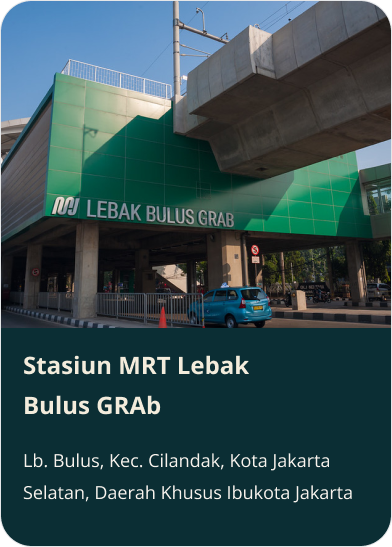 LEBAK BULUS GRAB
Stasiun MRT Lebak
Bulus GRAb
Lb. Bulus, Kec. Cilandak, Kota Jakarta
Selatan, Daerah Khusus Ibukota Jakarta